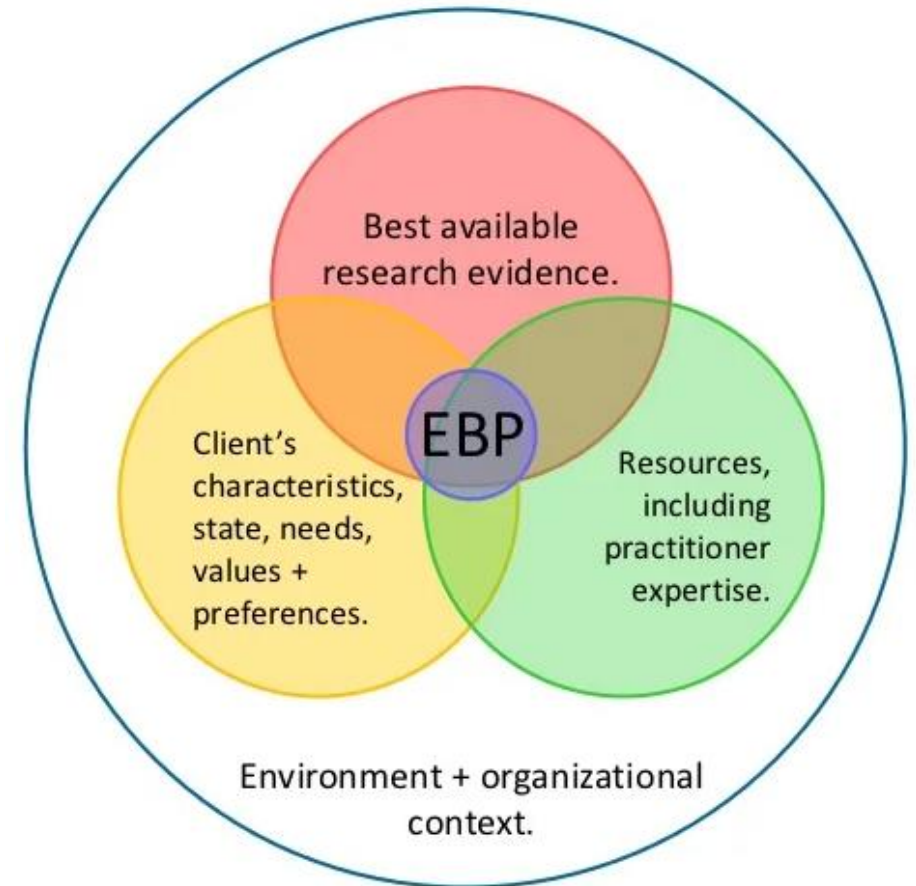 Best available
research evidence.
EBP
Client’s
characteristics,
state, needs,
values +
preferences.
Resources,
including
practitioner
expertise.
Environment + organizational
context.